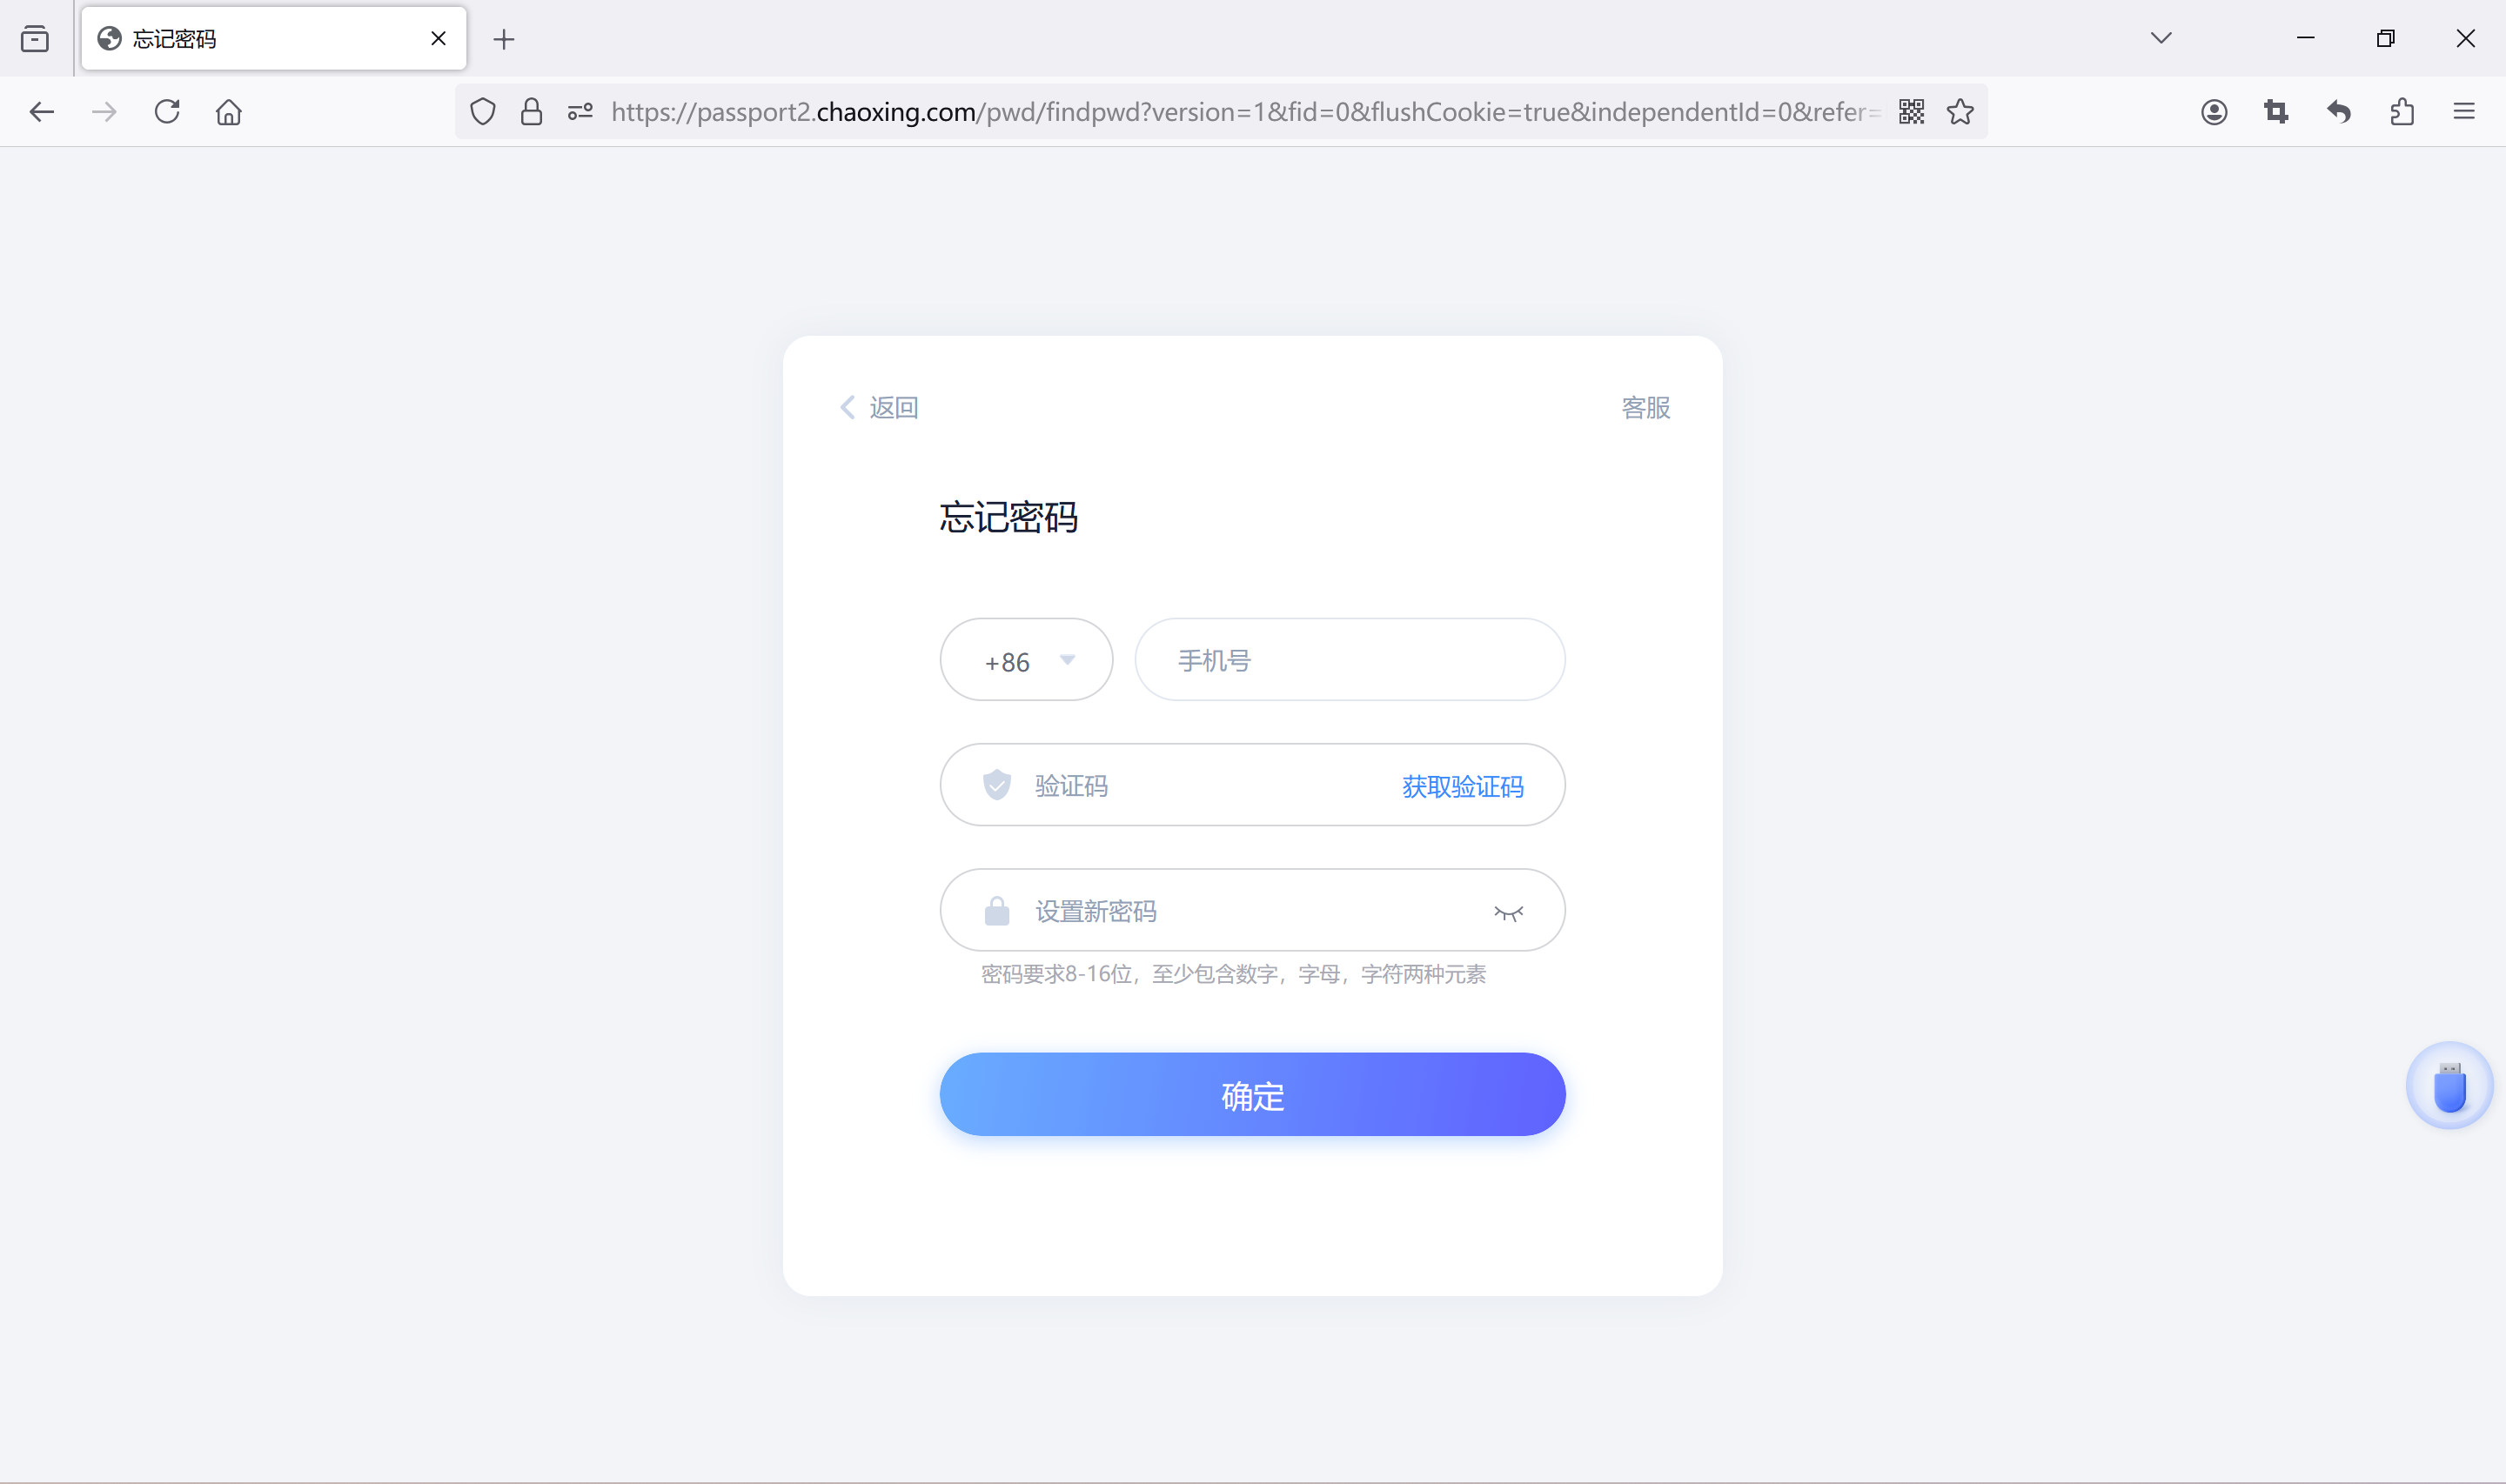 忘记密码
https://passport2.chaoxing.com/pwd/findpwd?version=1&fid=0&flushCookie=true&independentId=0&refer=
返回
客服
忘记密码
+86
手机号
验证码
获取验证码
设置新密码
密码要求8-16位，至少包含数字，字母，字符两种元素
确定